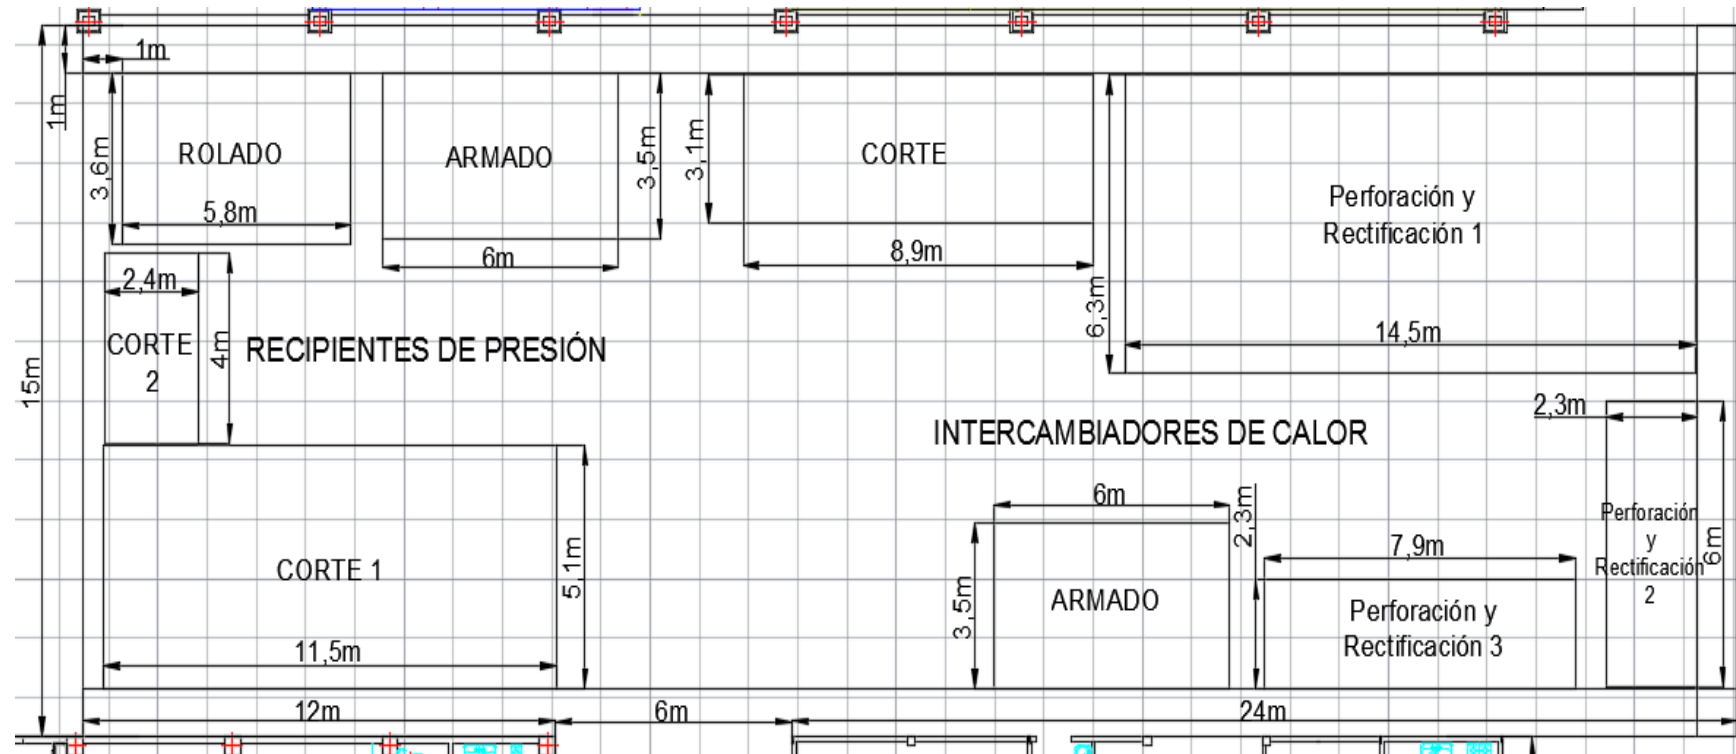 1m
1m
3,6m
ROLADO
5,8m
ARMADO
3,5m
6m
3,1m
CORTE
8,9m
Perforación y
Rectificación 1
6,3m
14,5m
2,4m
CORTE
2
4m
RECIPIENTES DE PRESIÓN
15m
INTERCAMBIADORES DE CALOR
2,3m
Perforación
y
Rectificación
2
6m
CORTE 1
5,1m
11,5m
6m
3,5m
ARMADO
2,3m
7,9m
Perforación y
Rectificación 3
12m
6m
24m